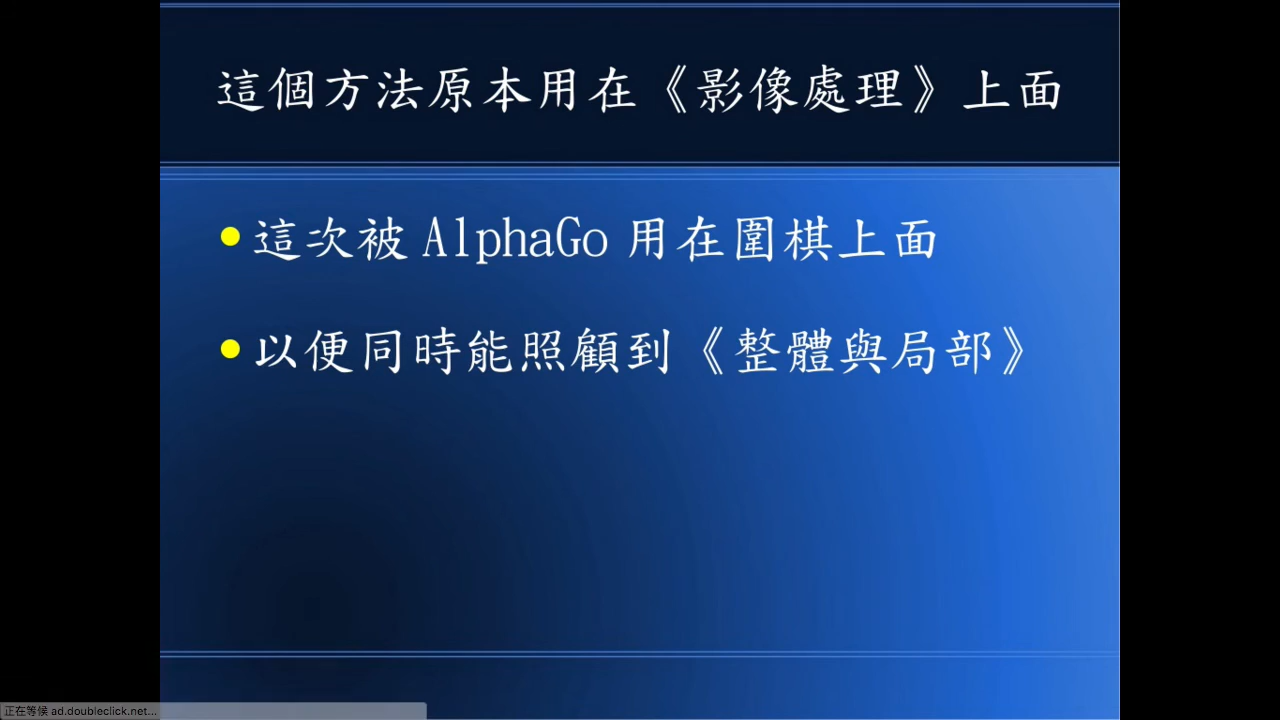 這個方法原本用在《影像處理》上面
這次被 AlphaGo 用在圍棋上面
以便同時能照顧到《整體與局部》
正在等候 ad.doubleclick.net...